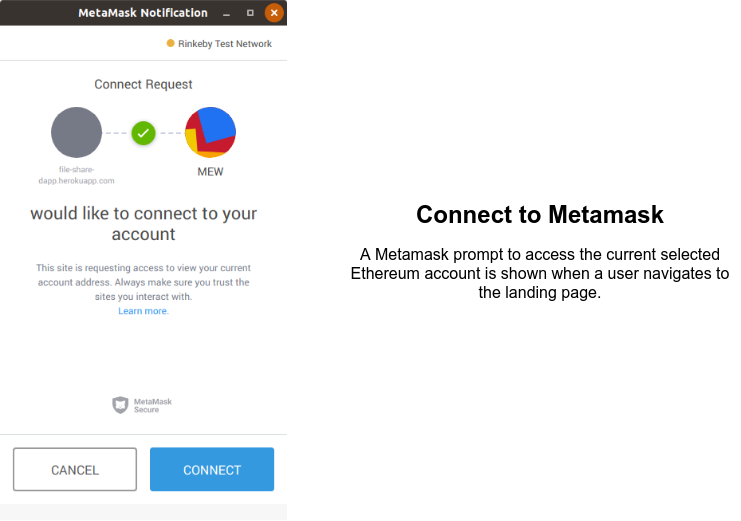 MetaMask Notification
Rinkeby Test Network
Connect Request
file-share-
dapp.herokuapp.com
MEW
would like to connect to your
account
This site is requesting access to view your current
account address. Always make sure you trust the
sites you interact with.
Learn more.
MetaMask
Secure
CANCEL
CONNECT
Connect to Metamask
A Metamask prompt to access the current selected
Ethereum account is shown when a user navigates to
the landing page.